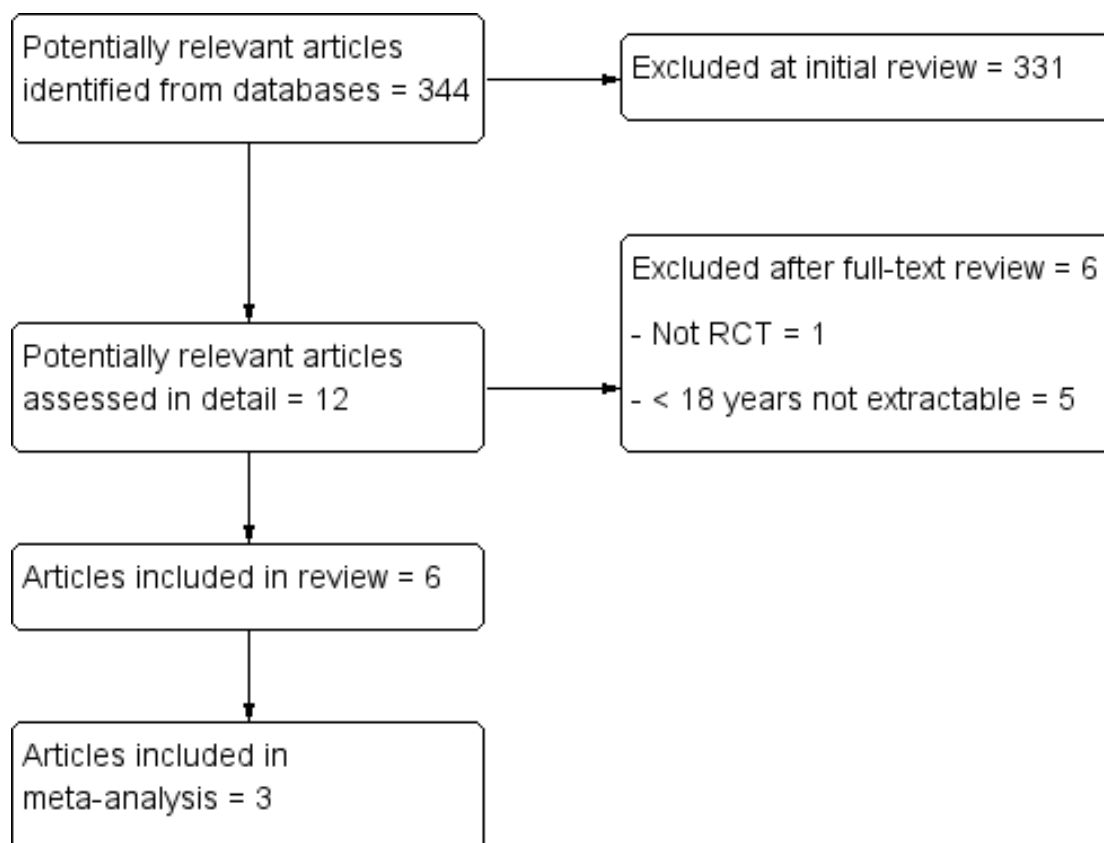 Potentially relevant articles
identified from databases = 344
Excluded at initial review = 331
Excluded after full-text review = 6
- Not RCT = 1
- < 18 years not extractable = 5
Potentially relevant articles
assessed in detail = 12
Articles included in review = 6
Articles included in
meta-analysis = 3